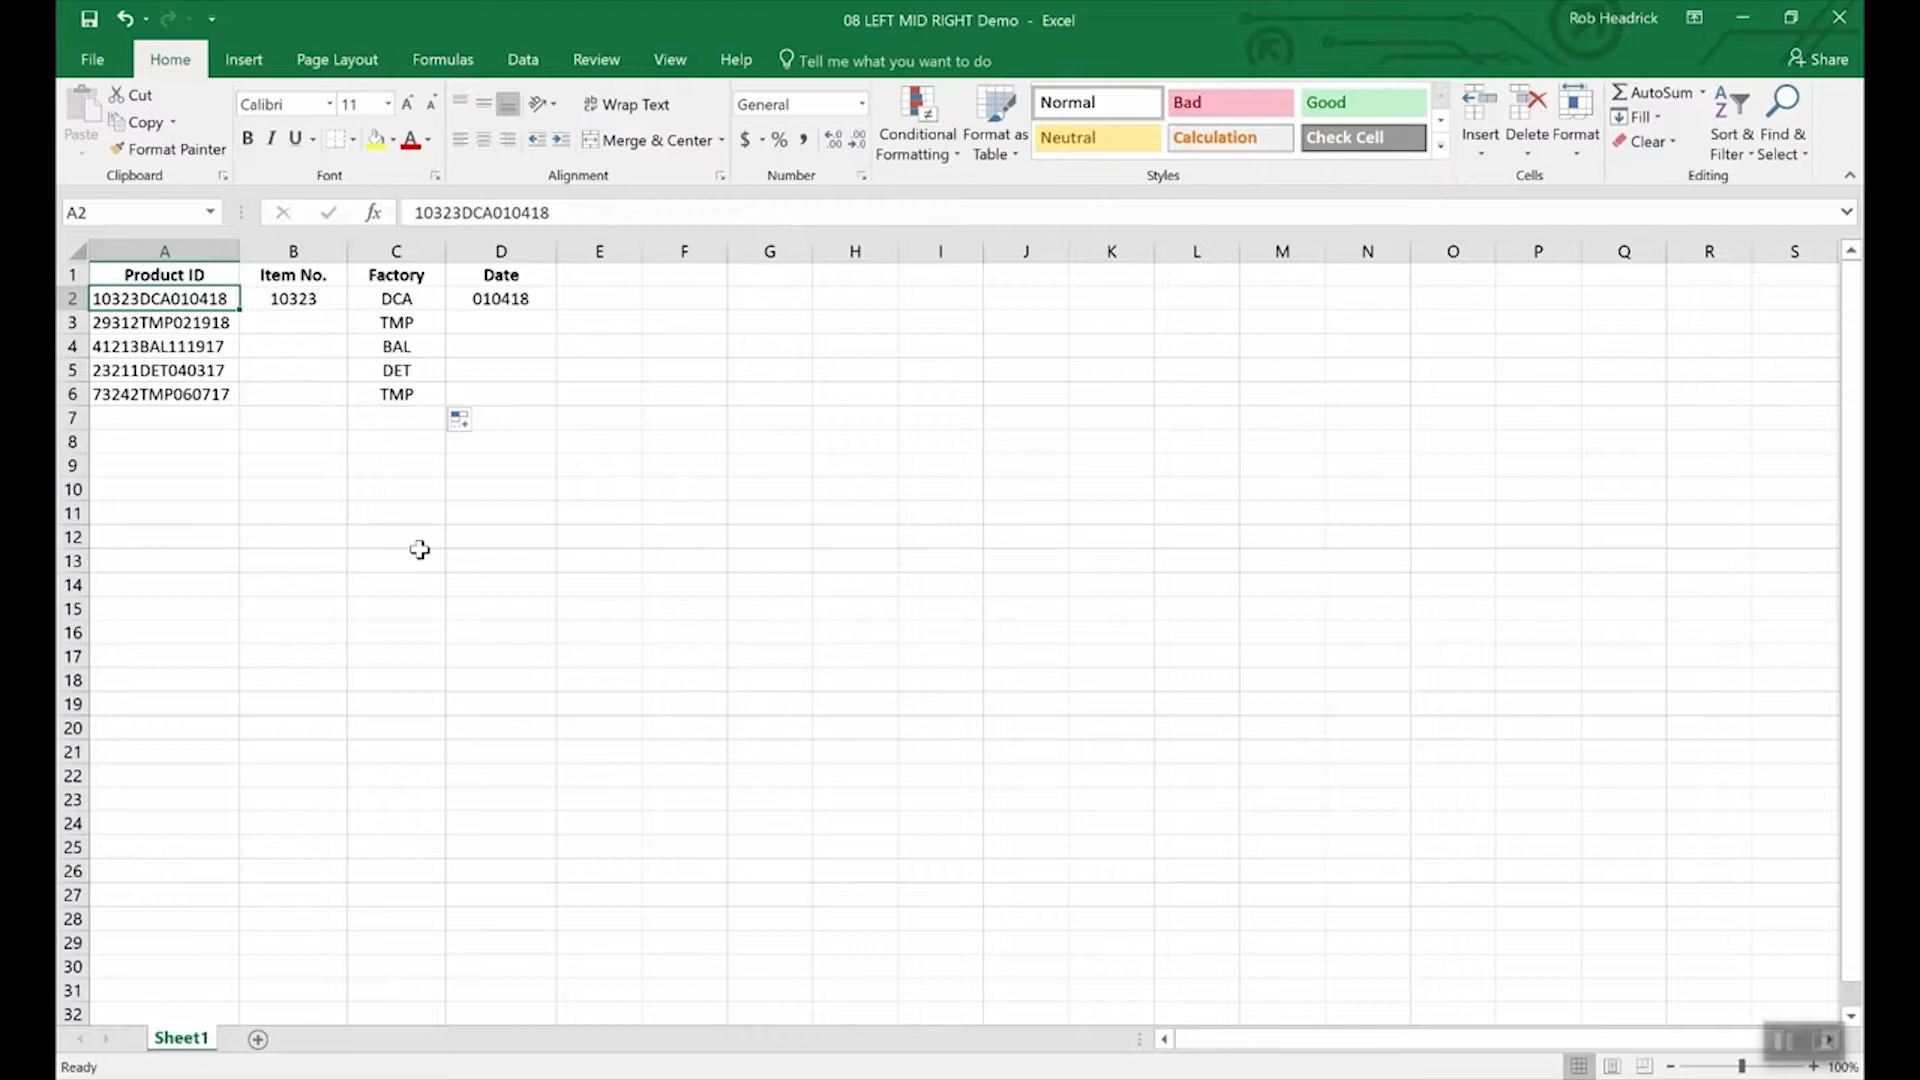 08 LEFT MID RIGHT Demo - Excel
Rob Headrick
File Home Insert Page Layout Formulas Data Review View Help Tell me what you want to do Share
Paste
Cut
Copy
Format Painter
Clipboard
Calibri 11
B I U A
Font
Wrap Text
Merge & Center
Alignment
General
$ % ,
Number
Conditional Formatting
Format as Table
Normal Bad Good
Neutral Calculation Check Cell
Styles
Insert Delete Format
Cells
AutoSum
Fill
Clear
Sort & Filter
Find & Select
Editing
A2 fx 10323DCA010418
A B C D E F G H I J K L M N O P Q R S
1 Product ID Item No. Factory Date
2 10323DCA010418 10323 DCA 010418
3 29312TMP021918 TMP
4 41213BAL111917 BAL
5 23211DET040317 DET
6 73242TMP060717 TMP
7
8
9
10
11
12
13
14
15
16
17
18
19
20
21
22
23
24
25
26
27
28
29
30
31
32
Sheet1
Ready
100%